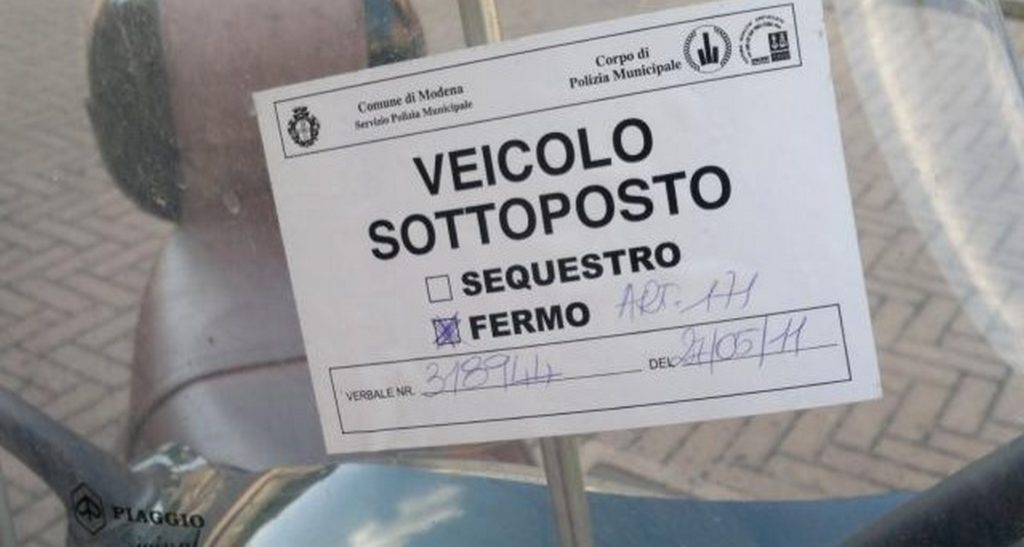 Comune di Modena
Servizio Polizia Municipale
Corpo di
Polizia Municipale
VEICOLO
SOTTOPOSTO
SEQUESTRO
FERMO ART. 171
VERBALE NR. 318944 DEL 24/05/11
PIAGGIO